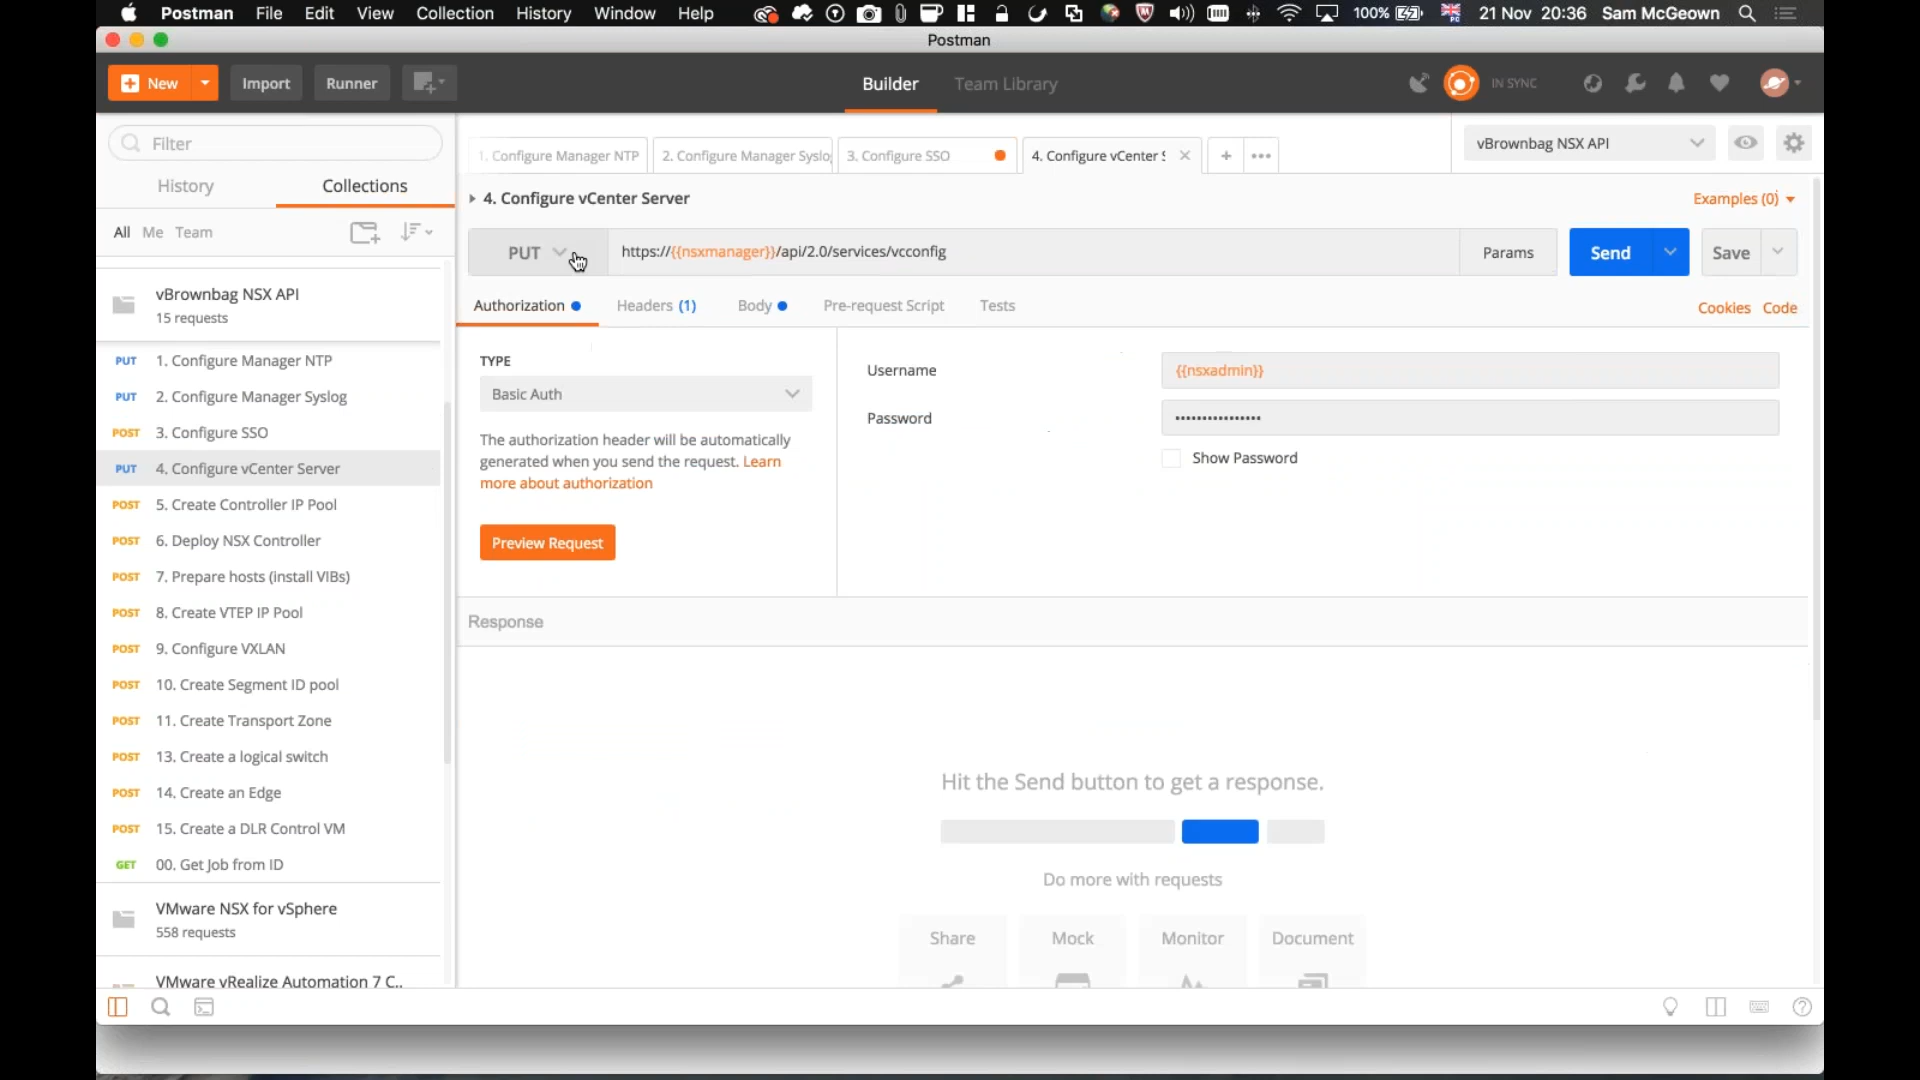 Postman File Edit View Collection History Window Help 100% 21 Nov 20:36 Sam McGeown
Postman
New Import Runner Builder Team Library IN SYNC
Filter
1. Configure Manager NTP 2. Configure Manager Syslo 3. Configure SSO 4. Configure vCenter S
vBrownbag NSX API
History Collections
4. Configure vCenter Server
Examples (0)
All Me Team
PUT https://{{nsxmanager}}/api/2.0/services/vcconfig Params Send Save
vBrownbag NSX API
15 requests
Authorization Headers (1) Body Pre-request Script Tests
Cookies Code
PUT 1. Configure Manager NTP
PUT 2. Configure Manager Syslog
POST 3. Configure SSO
PUT 4. Configure vCenter Server
POST 5. Create Controller IP Pool
POST 6. Deploy NSX Controller
POST 7. Prepare hosts (install VIBs)
POST 8. Create VTEP IP Pool
POST 9. Configure VXLAN
POST 10. Create Segment ID pool
POST 11. Create Transport Zone
POST 13. Create a logical switch
POST 14. Create an Edge
POST 15. Create a DLR Control VM
GET 00. Get Job from ID
VMware NSX for vSphere
558 requests
VMware vRealize Automation 7 C..
TYPE
Basic Auth
The authorization header will be automatically
generated when you send the request. Learn
more about authorization
Preview Request
Username {{nsxadmin}}
Password ••••••••••••••••
Show Password
Response
Hit the Send button to get a response.
Do more with requests
Share Mock Monitor Document